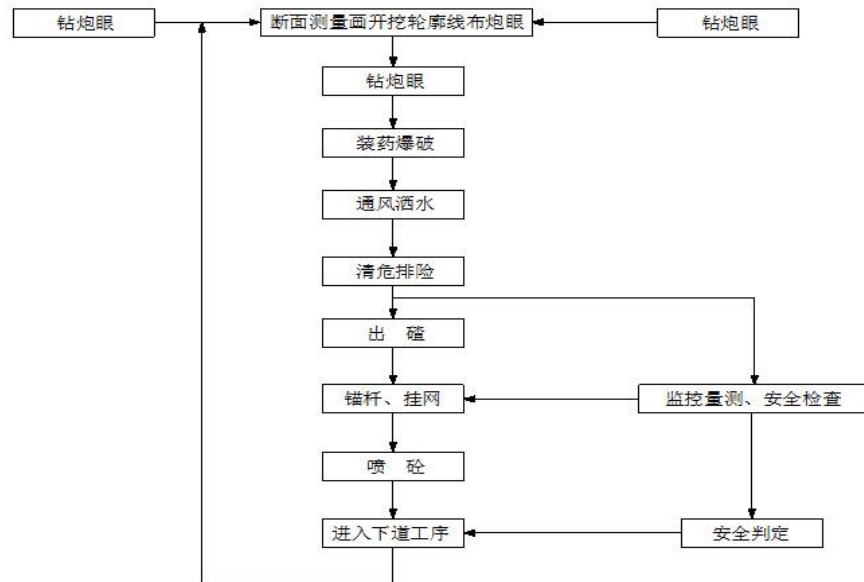 钻炮眼
断面测量画开挖轮廓线布炮眼
钻炮眼
钻炮眼
装药爆破
通风洒水
清危排险
出 碴
锚杆、挂网
监控量测、安全检查
喷 砼
进入下道工序
安全判定